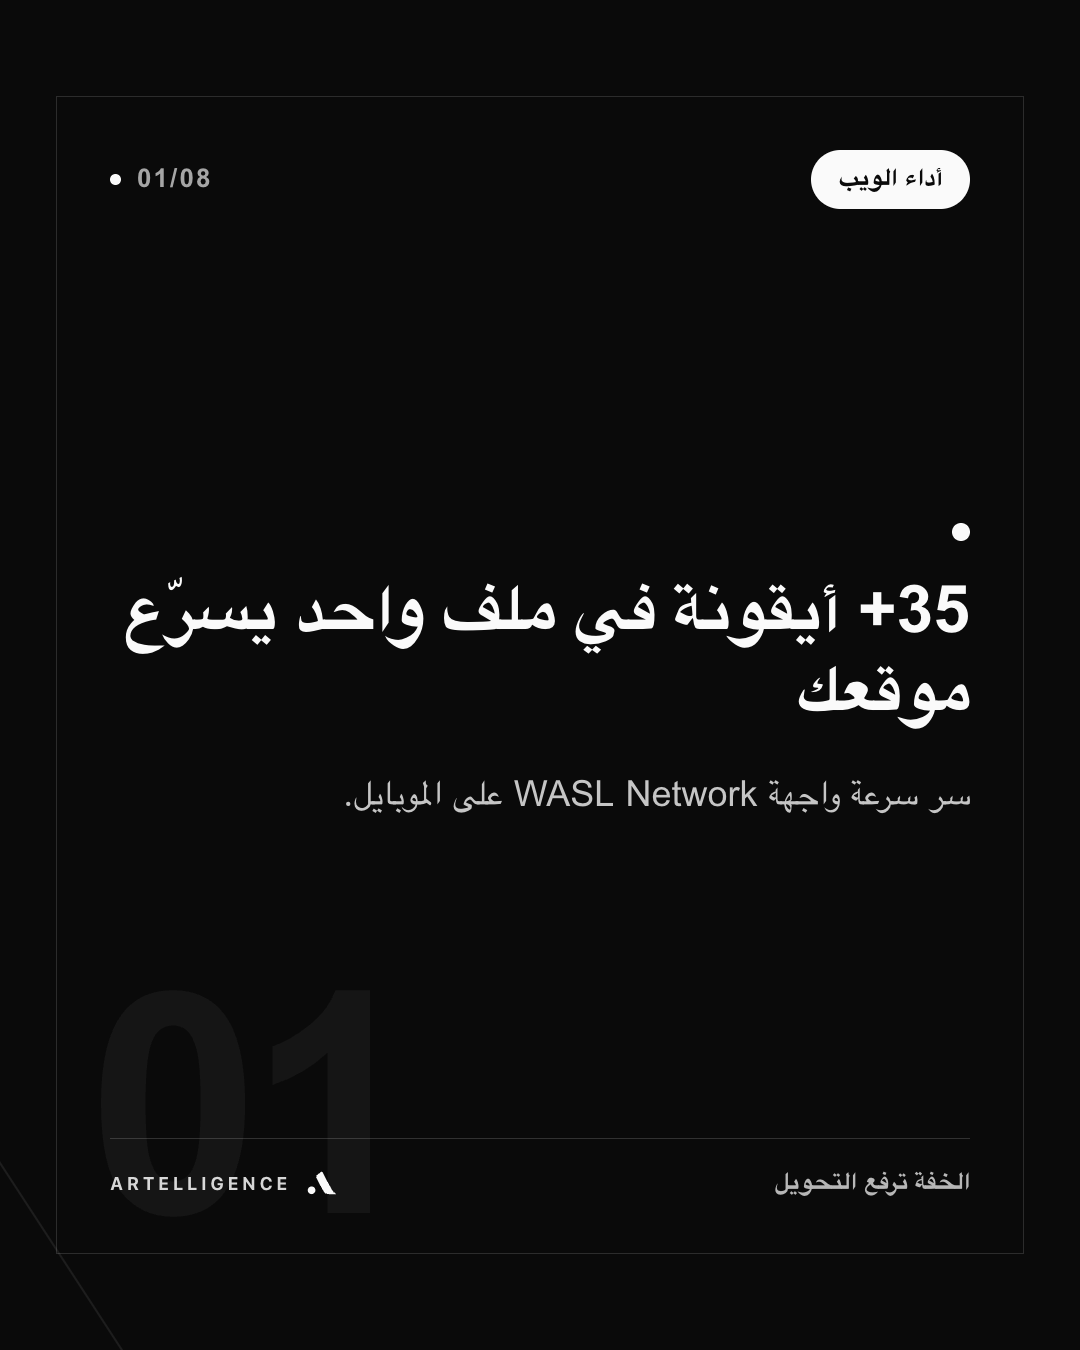 أداء الويب
01/08
35+ أيقونة في ملف واحد يسرّع
موقعك
سر سرعة واجهة WASL Network على الموبايل.
01
الخفة ترفع التحويل
ARTELLIGENCE